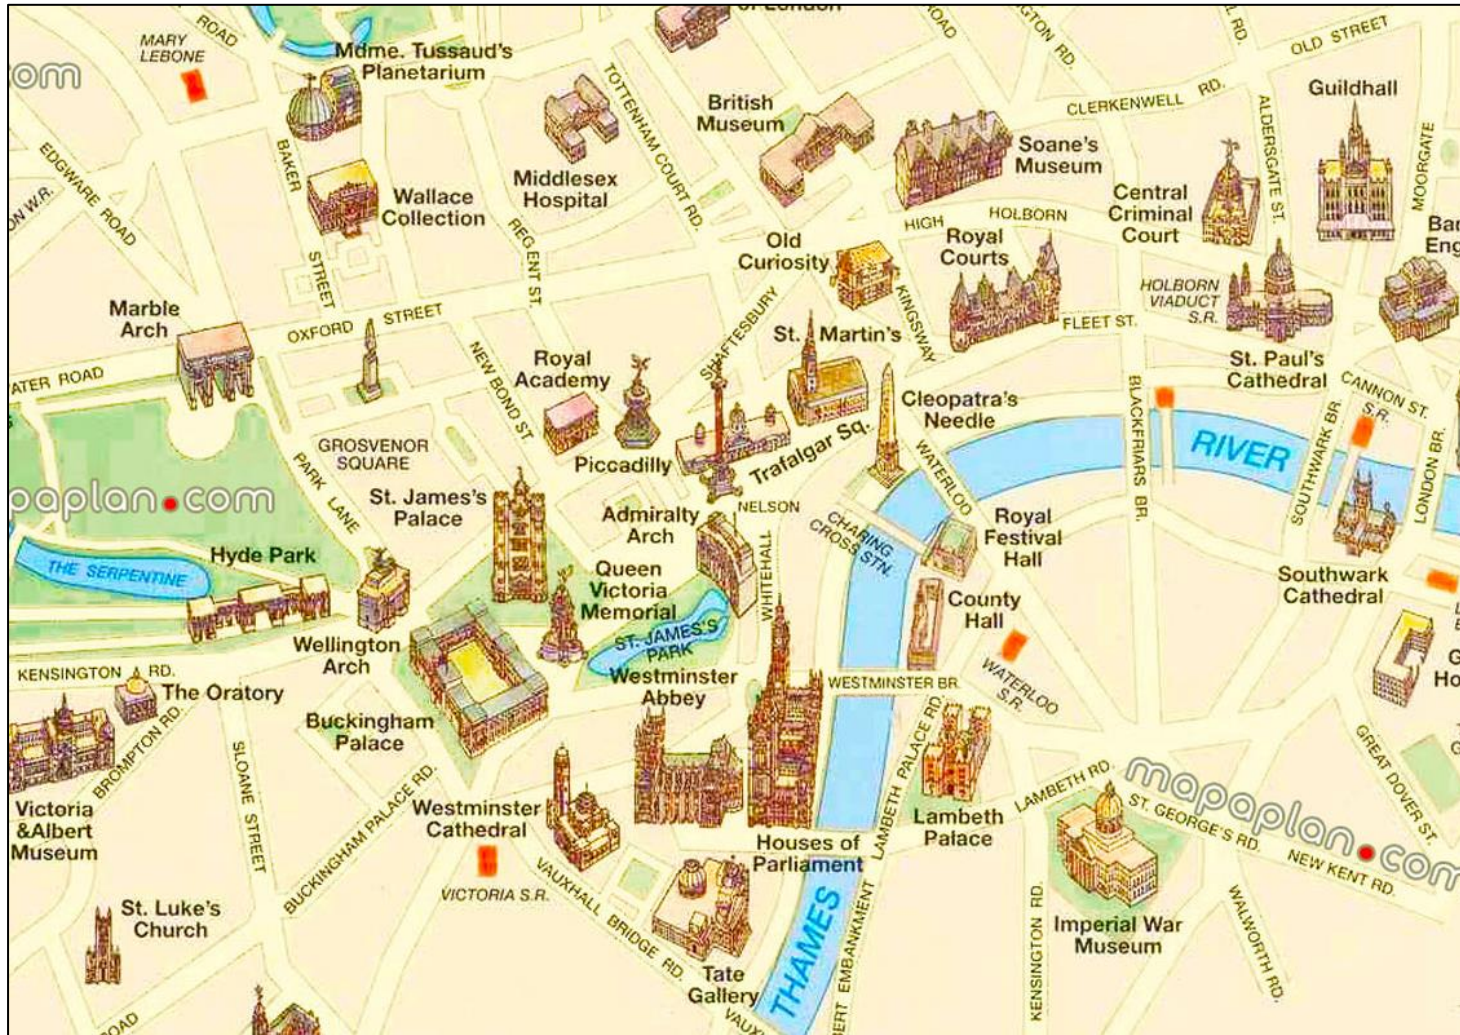 of London
ROAD
MARY
LEBONE
Mdme. Tussaud's
Planetarium
.com
TOTTENHAM COURT RD.
ROAD
RD.
OLD STREET
Guildhall
CLERKENWELL RD.
ALDERSGATE ST.
MOORGATE
British
Museum
Soane's
Museum
EDGWARE ROAD
BAKER
STREET
Wallace
Collection
Middlesex
Hospital
REGENT ST.
HIGH HOLBORN
Central
Criminal
Court
Old
Curiosity
Royal
Courts
HOLBORN
VIADUCT
S.R.
KINGSWAY
FLEET ST.
Marble
Arch
OXFORD STREET
NEW BOND ST
Royal
Academy
SHAFTESBURY
St. Martin's
St. Paul's
Cathedral
CANNON ST.
S.R.
Cleopatra's
Needle
BLACKFRIARS BR.
RIVER
SOUTHWARK BR.
LONDON BR.
GROSVENOR
SQUARE
PARK LANE
Piccadilly
Trafalgar Sq.
WATERLOO
St. James's
Palace
mapaplan.com
Admiralty
Arch
NELSON
CHARING
CROSS STN.
Royal
Festival
Hall
Hyde Park
THE SERPENTINE
Queen
Victoria
Memorial
WHITEHALL
Southwark
Cathedral
County
Hall
ST. JAMES'S
PARK
Wellington
Arch
KENSINGTON RD.
The Oratory
Westminster
Abbey
WESTMINSTER BR.
WATERLOO
S.R.
Buckingham
Palace
BROMPTON RD.
SLOANE STREET
BUCKINGHAM PALACE RD.
LAMBETH PALACE RD
GREAT DOVER ST.
Victoria
&Albert
Museum
Westminster
Cathedral
VICTORIA S.R.
Houses of
Parliament
Lambeth
Palace
LAMBETH RD.
ST. GEORGE'S RD.
mapaplan.com
NEW KENT RD.
St. Luke's
Church
VAUXHALL BRIDGE RD.
Tate
Gallery
THAMES
EMBANKMENT
KENSINGTON RD.
Imperial War
Museum
WALWORTH RD.
ROAD